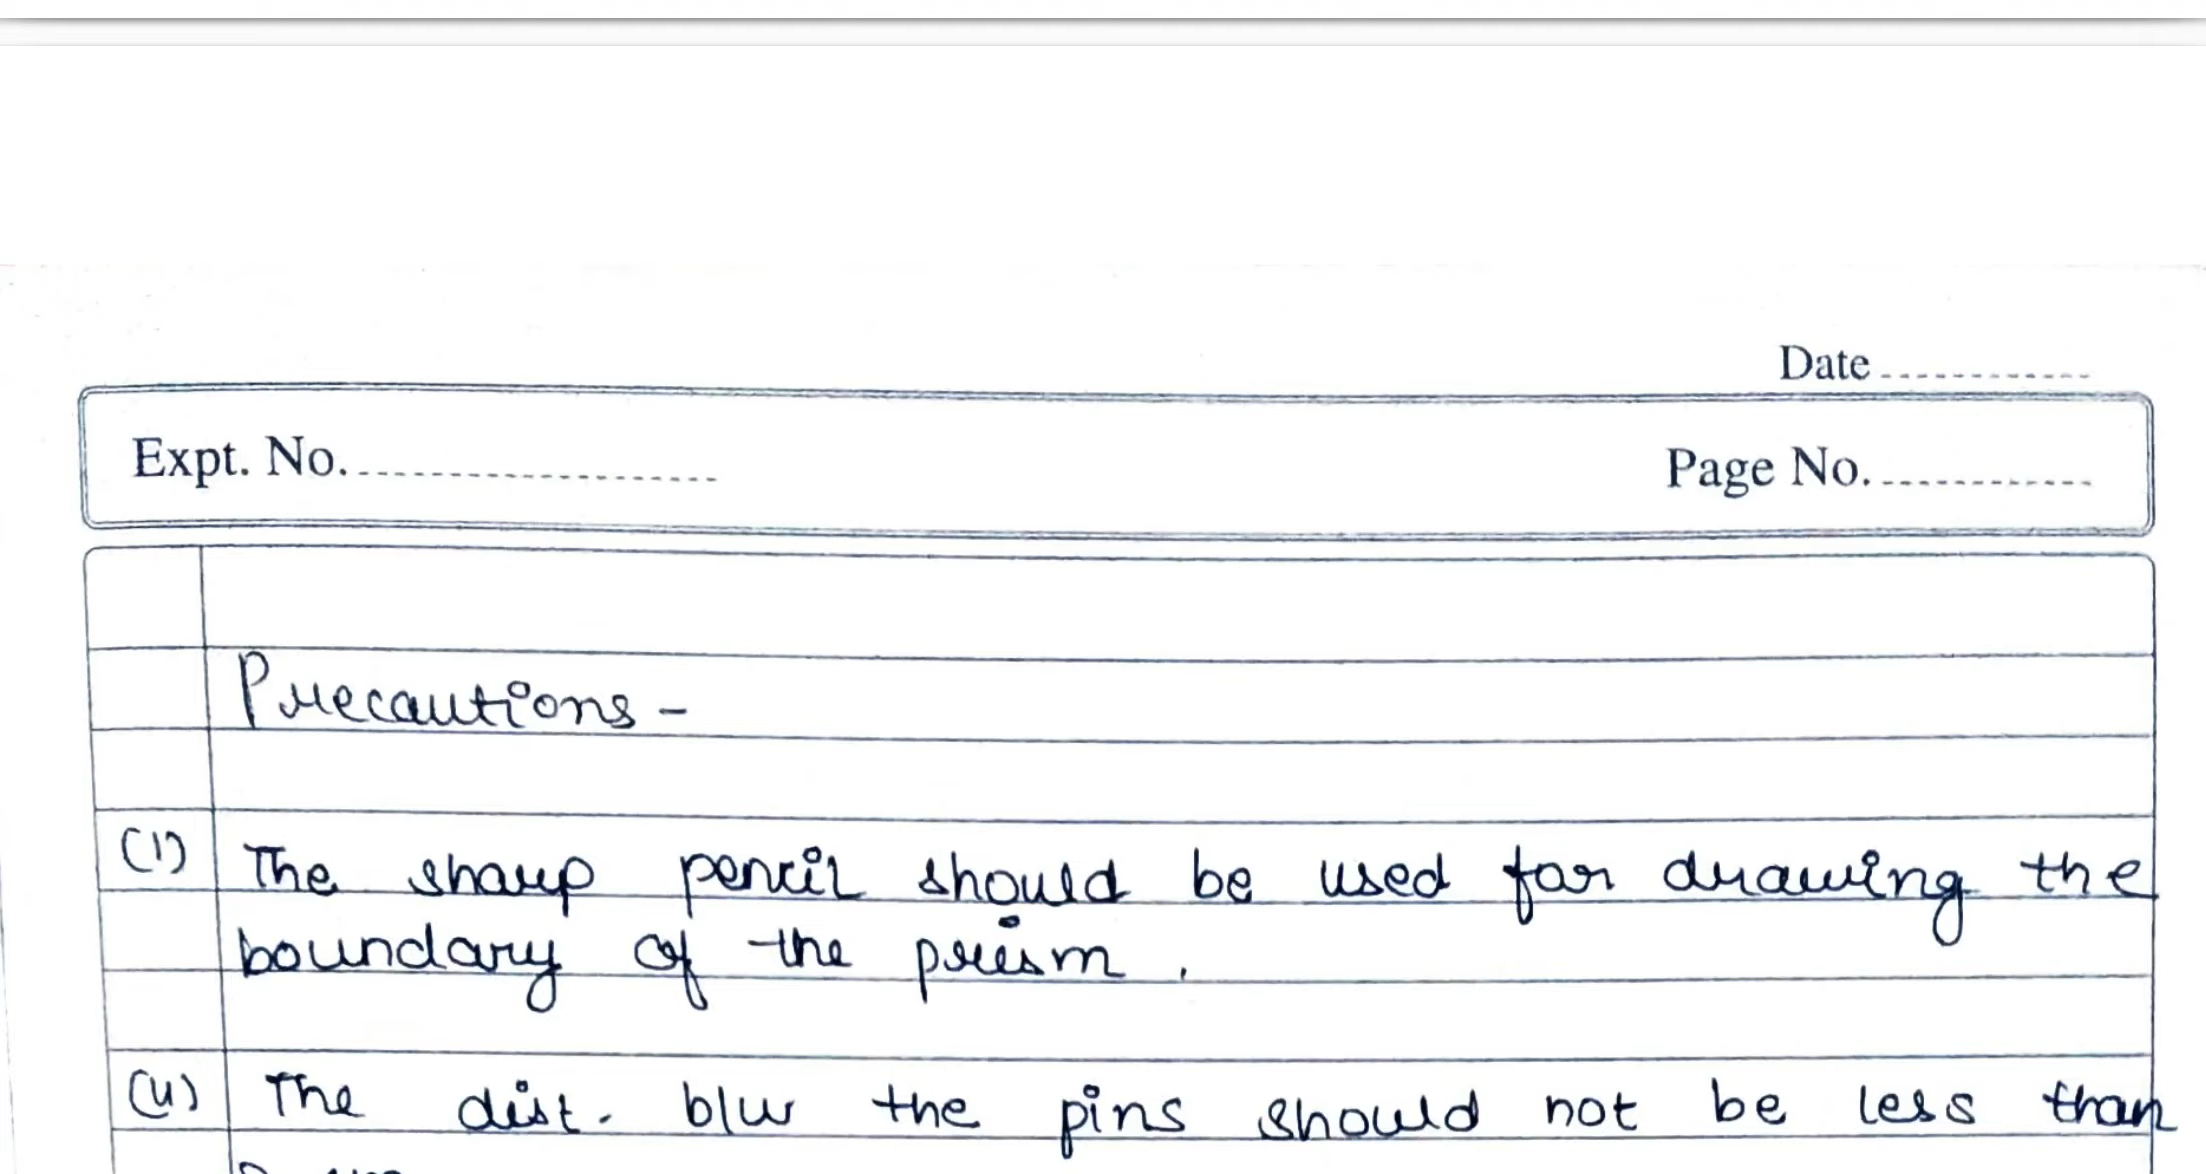 Date
Expt. No.
Page No.
Precautions -
(i) The sharp pencil should be used for drawing the
boundary of the prism.
(ii) The dist. b/w the pins should not be less than